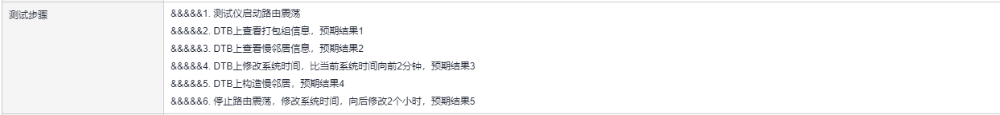 测试步骤
&&&&&1. 测试仪启动路由震荡
&&&&&2. DTB上查看打包组信息，预期结果1
&&&&&3. DTB上查看慢邻居信息，预期结果2
&&&&&4. DTB上修改系统时间，比当前系统时间向前2分钟，预期结果3
&&&&&5. DTB上构造慢邻居，预期结果4
&&&&&6. 停止路由震荡，修改系统时间，向后修改2个小时，预期结果5